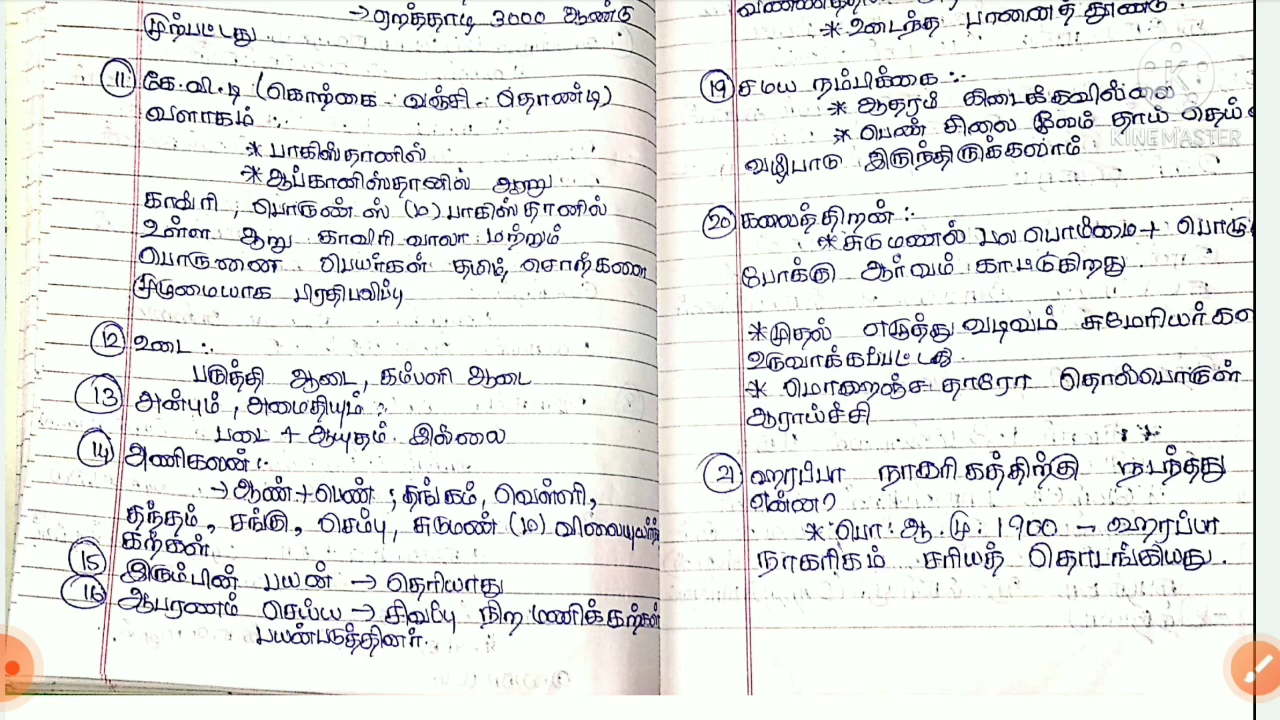 → ஏறத்தாழ 3000 ஆண்டு
முற்பட்டது
11 கே.வி.டி (கொற்கை - வஞ்சி - தொண்டி)
வளாகம் :-
* பாகிஸ்தானில்
* ஆப்கானிஸ்தானில் ஆறு
காவ்ரி, பொருண்ஸ் (ம) பாகிஸ்தானில்
உள்ள ஆறு காவிரி வாலா மற்றும்
பொருணை பெயர்கள் தமிழ் சொற்களை
முழுமையாக பிரதிபலிப்பு
12 உடை :-
பருத்தி ஆடை, கம்பளி ஆடை
13 அன்பும், அமைதியும் :
படை + ஆயுதம் இல்லை
14 அணிகலன் :-
→ ஆண் + பெண், தங்கம், வெள்ளி,
தந்தம், சங்கு, செம்பு, சுடுமண் (ம) விலையுயர்ந்
கற்கள்
15 இரும்பின் பயன் → தெரியாது
16 ஆபரணம் செய்ய → சிவப்பு நிற மணிக்கற்கள்
பயன்படுத்தினர்.
* உடைந்த பானைத் துண்டு.
19 சமய நம்பிக்கை :-
* ஆதாரம் கிடைக்கவில்லை
* பெண் சிலை மூலம் தாய் தெய்
வழிபாடு இருந்திருக்கலாம்
20 கலைத்திறன் :-
* சுடுமணல் பல பொம்மை + பொழு
போக்கு ஆர்வம் காட்டுகிறது.
* முதல் எழுத்து வடிவம் சுமேரியர்கள
உருவாக்கப்பட்டது.
* மொஹஞ்சதாரோ தொல்பொருள்
ஆராய்ச்சி
21 ஹரப்பா நாகரிகத்திற்கு நடந்தது
என்ன?
* பொ.ஆ.மு. 1900 - ஹரப்பா
நாகரிகம் சரியத் தொடங்கியது.
K
KINEMASTER